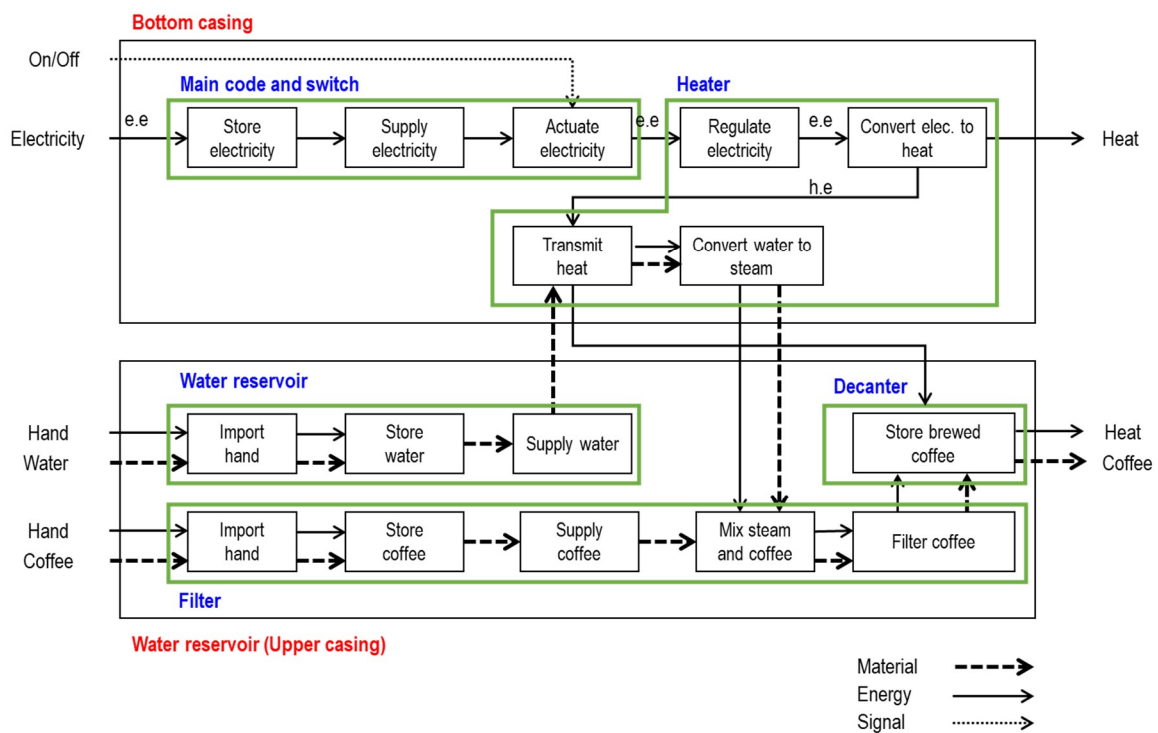 Bottom casing
On/Off
Main code and switch
Heater
Electricity
e.e
Store
electricity
Supply
electricity
Actuate
electricity
e.e
Regulate
electricity
e.e
Convert elec. to
heat
Heat
h.e
Transmit
heat
Convert water to
steam
Water reservoir
Decanter
Hand
Water
Import
hand
Store
water
Supply water
Store brewed
coffee
Heat
Coffee
Hand
Coffee
Import
hand
Store
coffee
Supply
coffee
Mix steam
and coffee
Filter coffee
Filter
Water reservoir (Upper casing)
Material
Energy
Signal